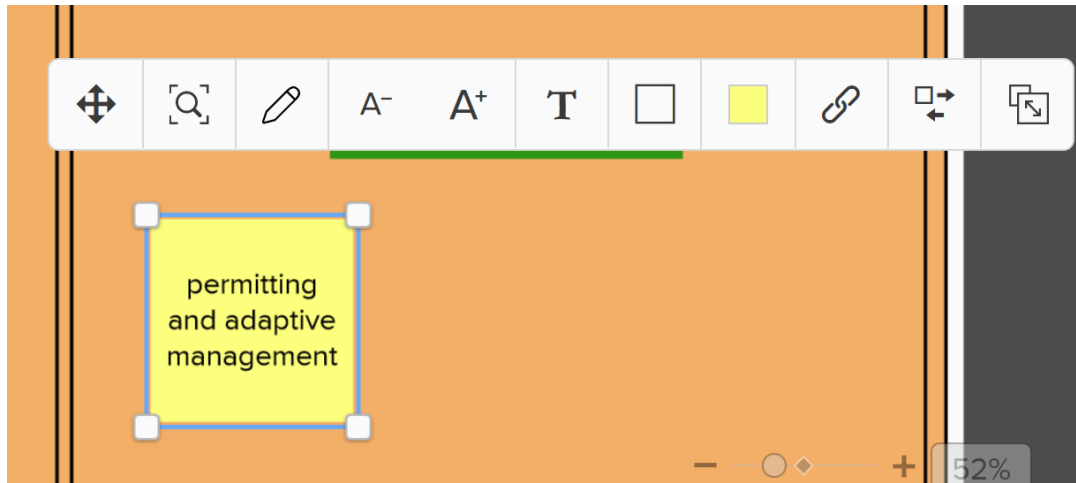 A⁻ A⁺ T
permitting
and adaptive
management
52%